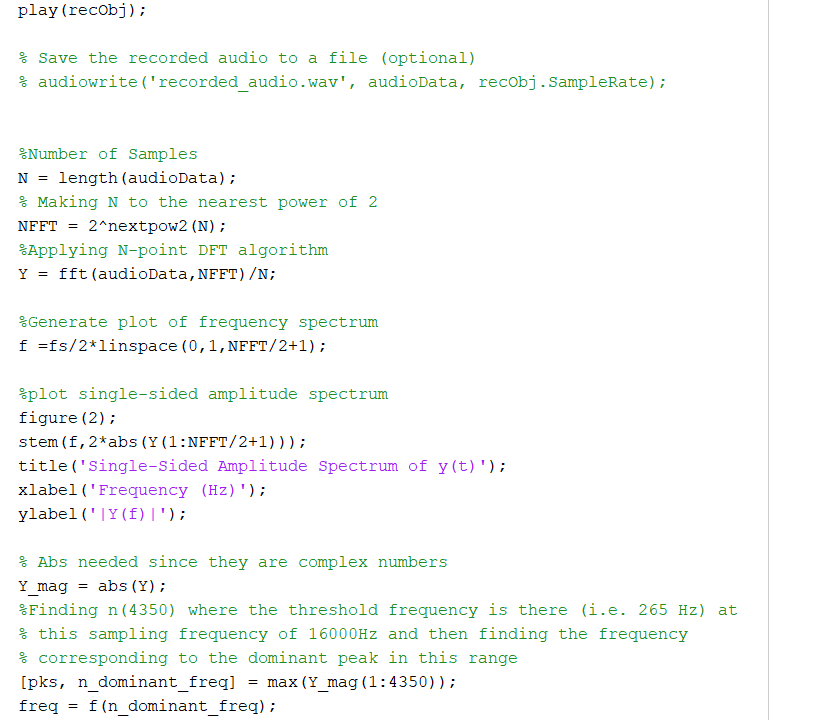 play(recObj);
% Save the recorded audio to a file (optional)
% audiowrite('recorded_audio.wav', audioData, recObj.SampleRate);
%Number of Samples
N = length(audioData);
% Making N to the nearest power of 2
NFFT = 2^nextpow2(N);
%Applying N-point DFT algorithm
Y = fft(audioData,NFFT)/N;
%Generate plot of frequency spectrum
f =fs/2*linspace(0,1,NFFT/2+1);
%plot single-sided amplitude spectrum
figure(2);
stem(f,2*abs(Y(1:NFFT/2+1)));
title('Single-Sided Amplitude Spectrum of y(t)');
xlabel('Frequency (Hz)');
ylabel('|Y(f)|');
% Abs needed since they are complex numbers
Y_mag = abs(Y);
%Finding n(4350) where the threshold frequency is there (i.e. 265 Hz) at
% this sampling frequency of 16000Hz and then finding the frequency
% corresponding to the dominant peak in this range
[pks, n_dominant_freq] = max(Y_mag(1:4350));
freq = f(n_dominant_freq);